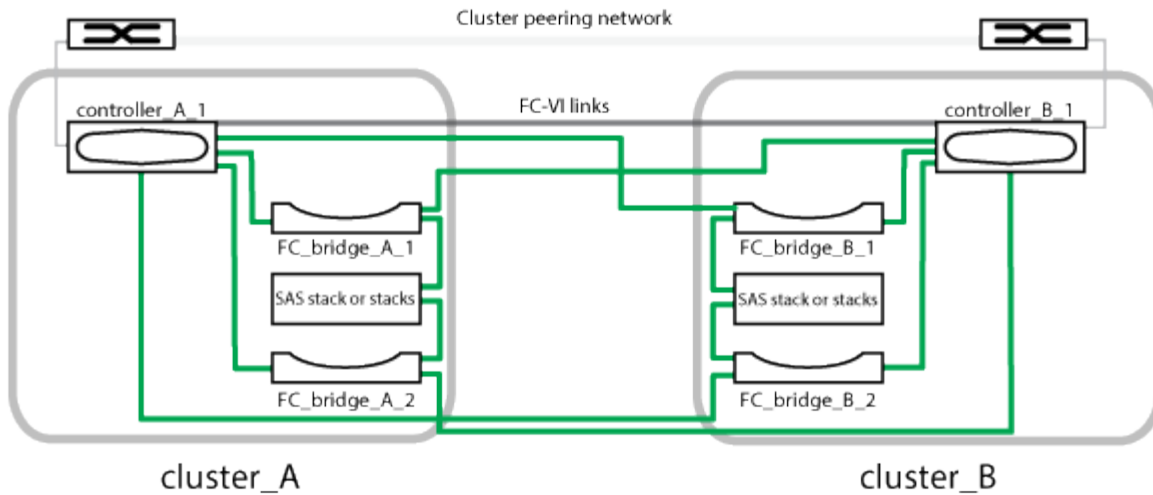 Cluster peering network
controller_A_1
FC-VI links
controller_B_1
FC_bridge_A_1
FC_bridge_B_1
SAS stack or stacks
SAS stack or stacks
FC_bridge_A_2
FC_bridge_B_2
cluster_A
cluster_B